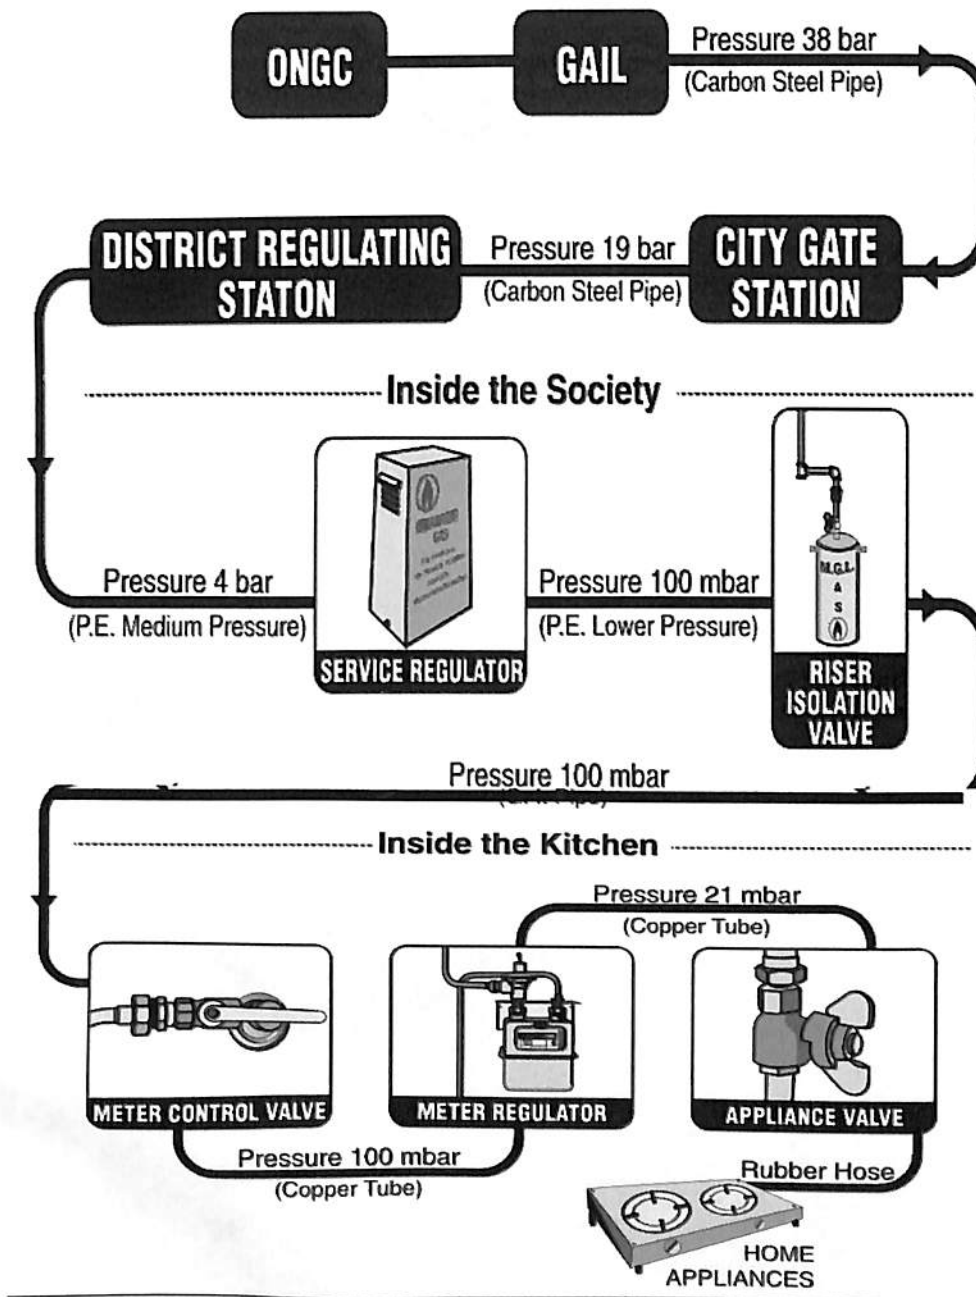 ONGC
GAIL
Pressure 38 bar
(Carbon Steel Pipe)
DISTRICT REGULATING
STATON
Pressure 19 bar
(Carbon Steel Pipe)
CITY GATE
STATION
Inside the Society
Pressure 4 bar
(P.E. Medium Pressure)
SERVICE REGULATOR
Pressure 100 mbar
(P.E. Lower Pressure)
M.G.L.
&
S
RISER
ISOLATION
VALVE
Pressure 100 mbar
Inside the Kitchen
Pressure 21 mbar
(Copper Tube)
METER CONTROL VALVE
METER REGULATOR
APPLIANCE VALVE
Pressure 100 mbar
(Copper Tube)
Rubber Hose
HOME
APPLIANCES